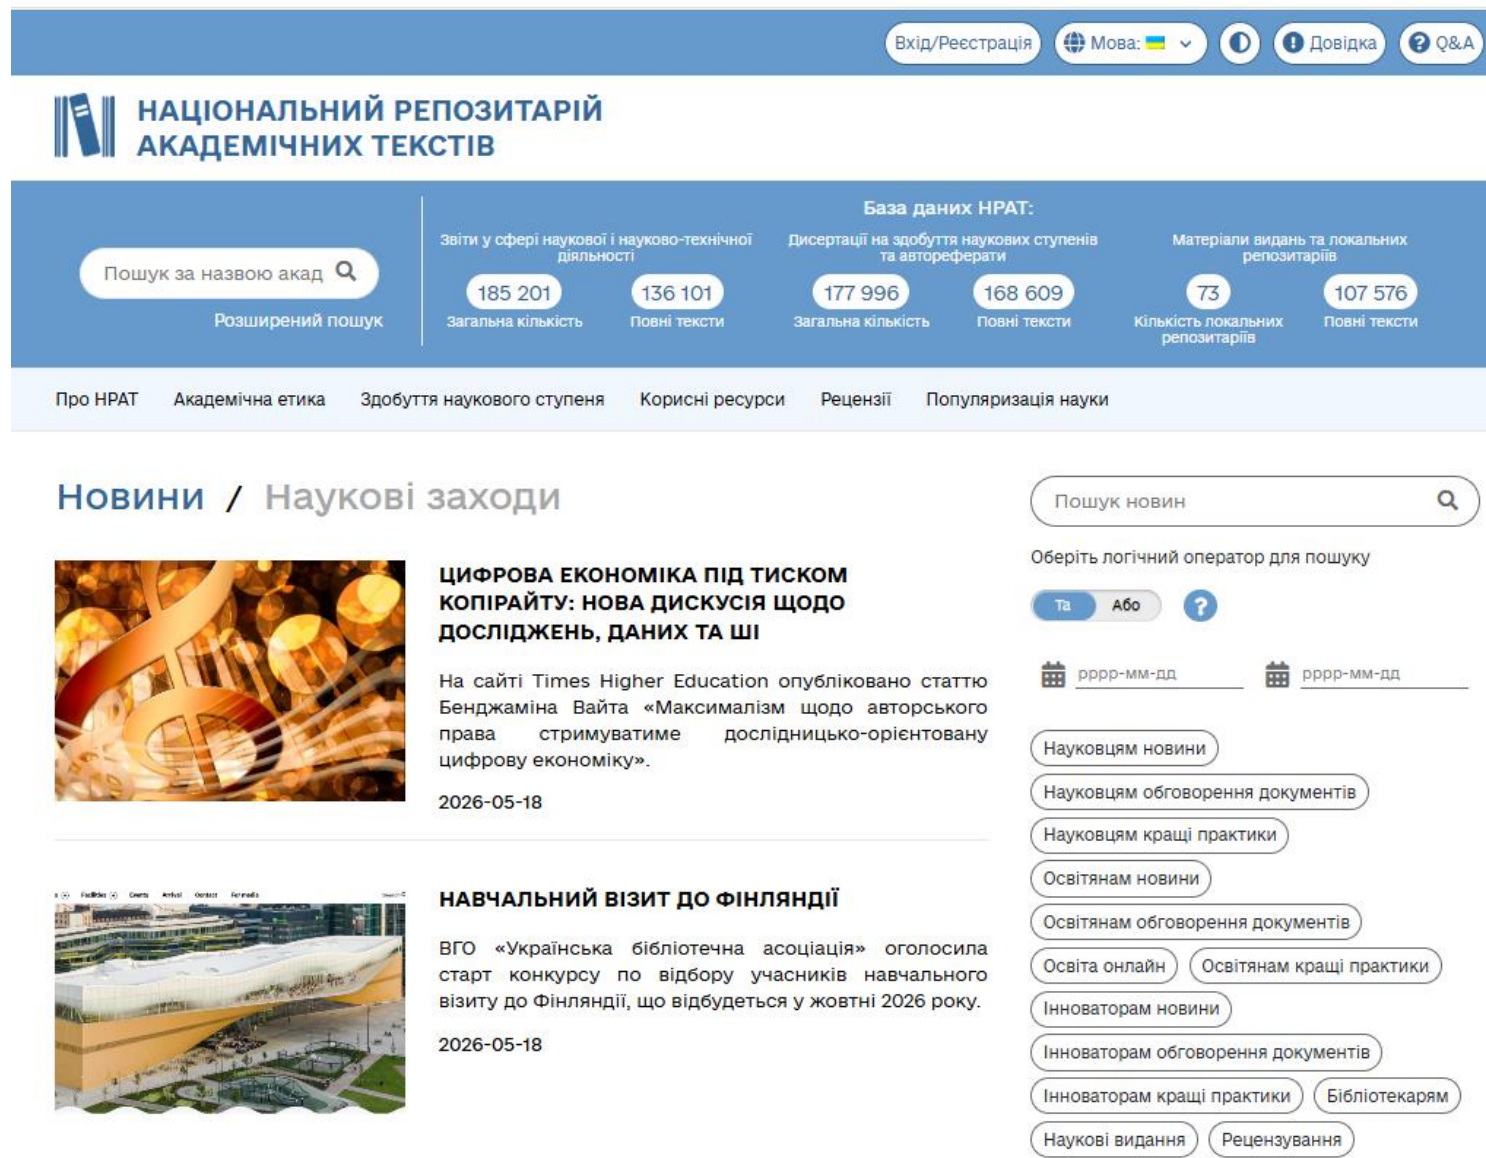 Вхід/Реєстрація
Мова:
Довідка
Q&A
НАЦІОНАЛЬНИЙ РЕПОЗИТАРІЙ
АКАДЕМІЧНИХ ТЕКСТІВ
Пошук за назвою акад
Розширений пошук
База даних НРАТ:
Звіти у сфері наукової і науково-технічної
діяльності
185 201
136 101
Загальна кількість
Повні тексти
Дисертації на здобуття наукових ступенів
та автореферати
177 996
168 609
Загальна кількість
Повні тексти
Матеріали видань та локальних
репозитаріїв
73
107 576
Кількість локальних
репозитаріїв
Повні тексти
Про НРАТ
Академічна етика
Здобуття наукового ступеня
Корисні ресурси
Рецензії
Популяризація науки
Новини / Наукові заходи
ЦИФРОВА ЕКОНОМІКА ПІД ТИСКОМ
КОПІРАЙТУ: НОВА ДИСКУСІЯ ЩОДО
ДОСЛІДЖЕНЬ, ДАНИХ ТА ШІ
На сайті Times Higher Education опубліковано статтю
Бенджаміна Вайта «Максималізм щодо авторського
права стримуватиме дослідницько-орієнтовану
цифрову економіку».
2026-05-18
Facilities
Events
Arrival
Contact
For media
НАВЧАЛЬНИЙ ВІЗИТ ДО ФІНЛЯНДІЇ
ВГО «Українська бібліотечна асоціація» оголосила
старт конкурсу по відбору учасників навчального
візиту до Фінляндії, що відбудеться у жовтні 2026 року.
2026-05-18
Пошук новин
Оберіть логічний оператор для пошуку
Та
Або
рррр-мм-дд
рррр-мм-дд
Науковцям новини
Науковцям обговорення документів
Науковцям кращі практики
Освітянам новини
Освітянам обговорення документів
Освіта онлайн
Освітянам кращі практики
Інноваторам новини
Інноваторам обговорення документів
Інноваторам кращі практики
Бібліотекарям
Наукові видання
Рецензування